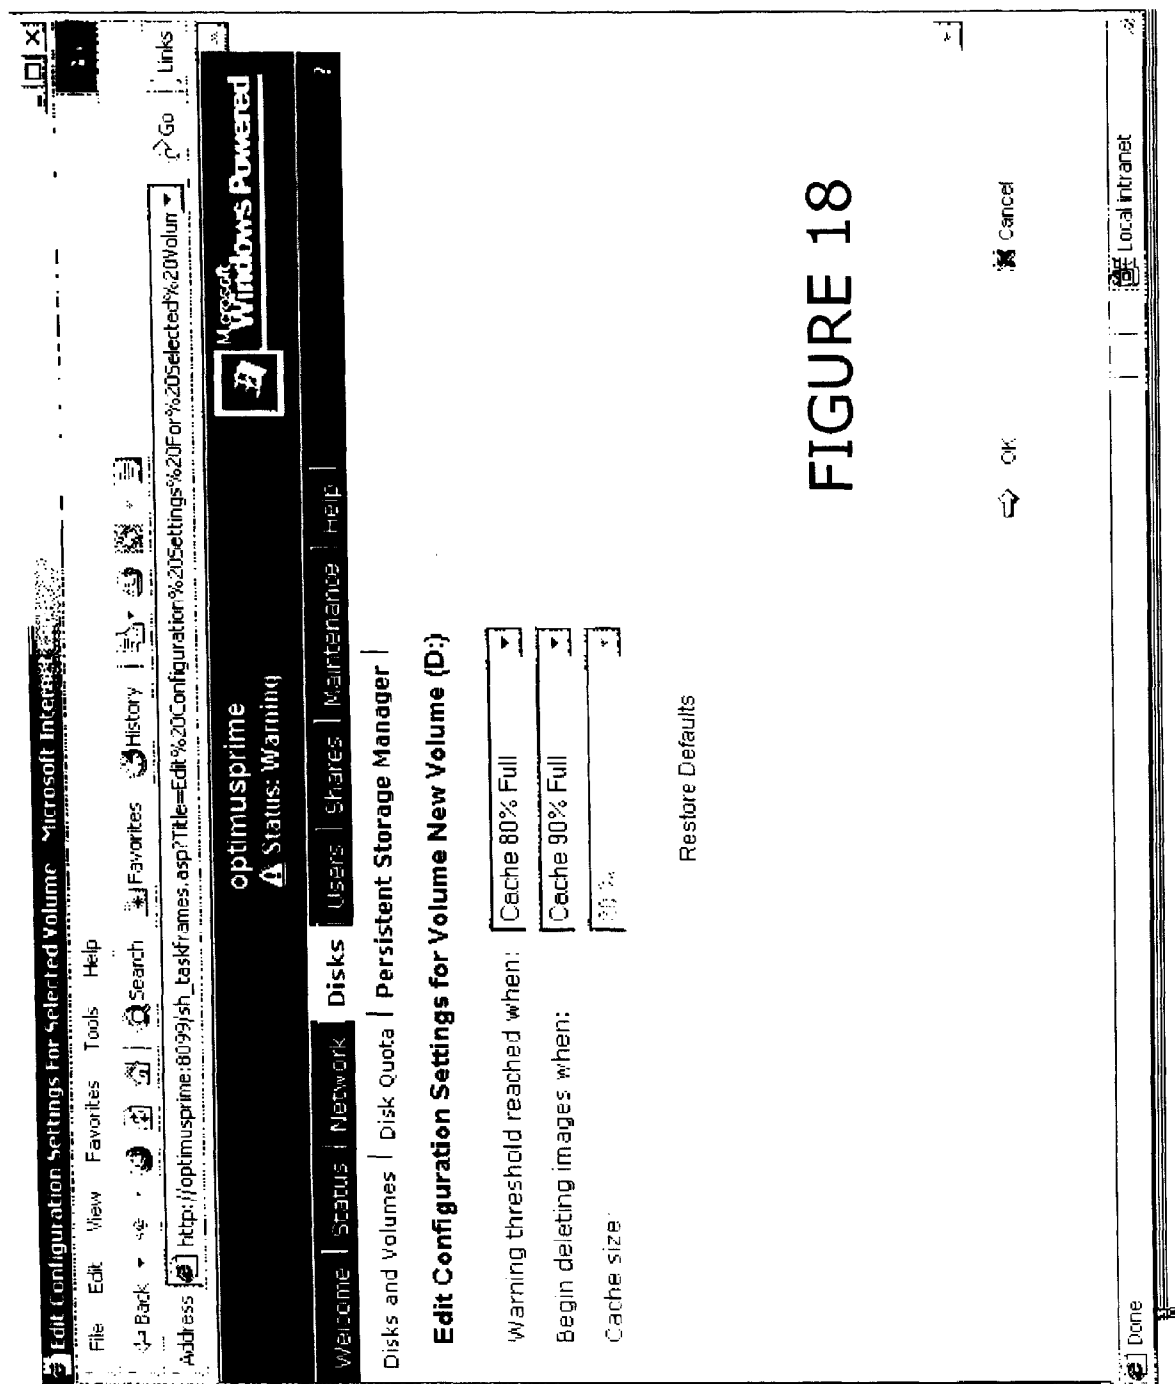 Edit Configuration Settings For Selected Volume Microsoft
File Edit View Favorites Tools Help
Back Search Favorites History
Address http://optimusprime:8099/sh_taskframes.asp?Title=Edit%20Configuration%20Settings%20For%20Selected%20Volum Go Links
optimusprime
Status: Warning
Microsoft
Windows Powered
Welcome | Status | Network Disks Users | Shares | Maintenance | Help | ?
Disks and Volumes | Disk Quota | Persistent Storage Manager |
Edit Configuration Settings for Volume New Volume (D:)
Warning threshold reached when: Cache 80% Full
Begin deleting images when: Cache 90% Full
Cache size:
Restore Defaults
FIGURE 18
OK Cancel
Done Local intranet